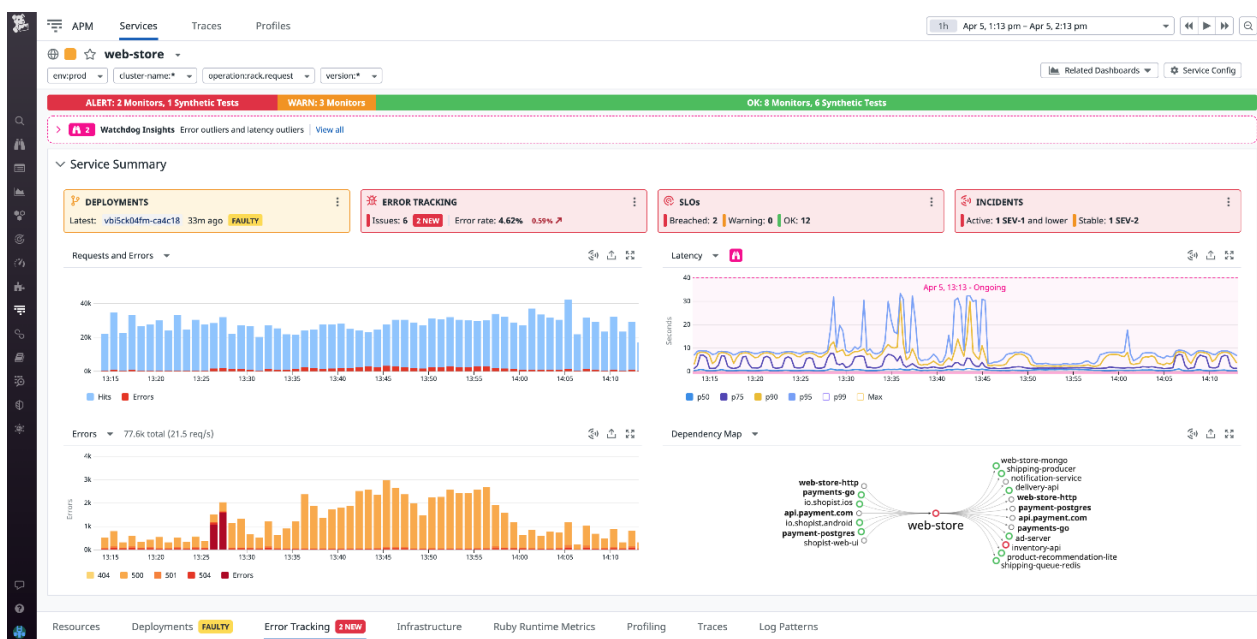 APM Services Traces Profiles 1h Apr 5, 1:13 pm – Apr 5, 2:13 pm
web-store
env:prod cluster-name:* operation:rack.request version:* Related Dashboards Service Config
ALERT: 2 Monitors, 1 Synthetic Tests WARN: 3 Monitors OK: 8 Monitors, 6 Synthetic Tests
2 Watchdog Insights Error outliers and latency outliers View all
Service Summary
DEPLOYMENTS
Latest: vbi5ck04fm-ca4c18 33m ago FAULTY
ERROR TRACKING
Issues: 6 2 NEW Error rate: 4.62% 0.59%
SLOs
Breached: 2 Warning: 0 OK: 12
INCIDENTS
Active: 1 SEV-1 and lower Stable: 1 SEV-2
Requests and Errors
40k
20k
0k
13:15 13:20 13:25 13:30 13:35 13:40 13:45 13:50 13:55 14:00 14:05 14:10
Hits Errors
Latency
Apr 5, 13:13 - Ongoing
Seconds
40
30
20
10
0
13:15 13:20 13:25 13:30 13:35 13:40 13:45 13:50 13:55 14:00 14:05 14:10
p50 p75 p90 p95 p99 Max
Errors 77.6k total (21.5 req/s)
Errors
4k
3k
2k
1k
0k
13:15 13:20 13:25 13:30 13:35 13:40 13:45 13:50 13:55 14:00 14:05 14:10
404 500 501 504 Errors
Dependency Map
web-store-http
payments-go
io.shopist.ios
api.payment.com
io.shopist.android
payment-postgres
shopist-web-ui
web-store
web-store-mongo
shipping-producer
notification-service
delivery-api
web-store-http
payment-postgres
api.payment.com
payments-go
ad-server
inventory-api
product-recommendation-lite
shipping-queue-redis
Resources Deployments FAULTY Error Tracking 2 NEW Infrastructure Ruby Runtime Metrics Profiling Traces Log Patterns